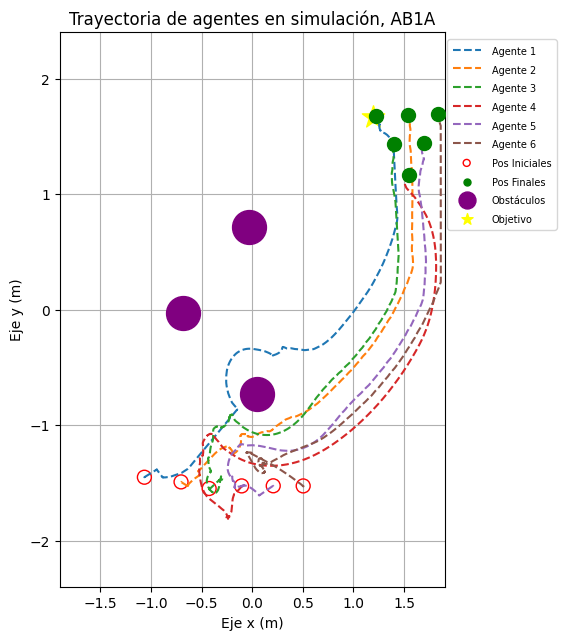 Trayectoria de agentes en simulación, AB1A
Agente 1
Agente 2
Agente 3
Agente 4
Agente 5
Agente 6
Pos Iniciales
Pos Finales
Obstáculos
Objetivo
Eje y (m)
2
1
0
−1
−2
−1.5 −1.0 −0.5 0.0 0.5 1.0 1.5
Eje x (m)